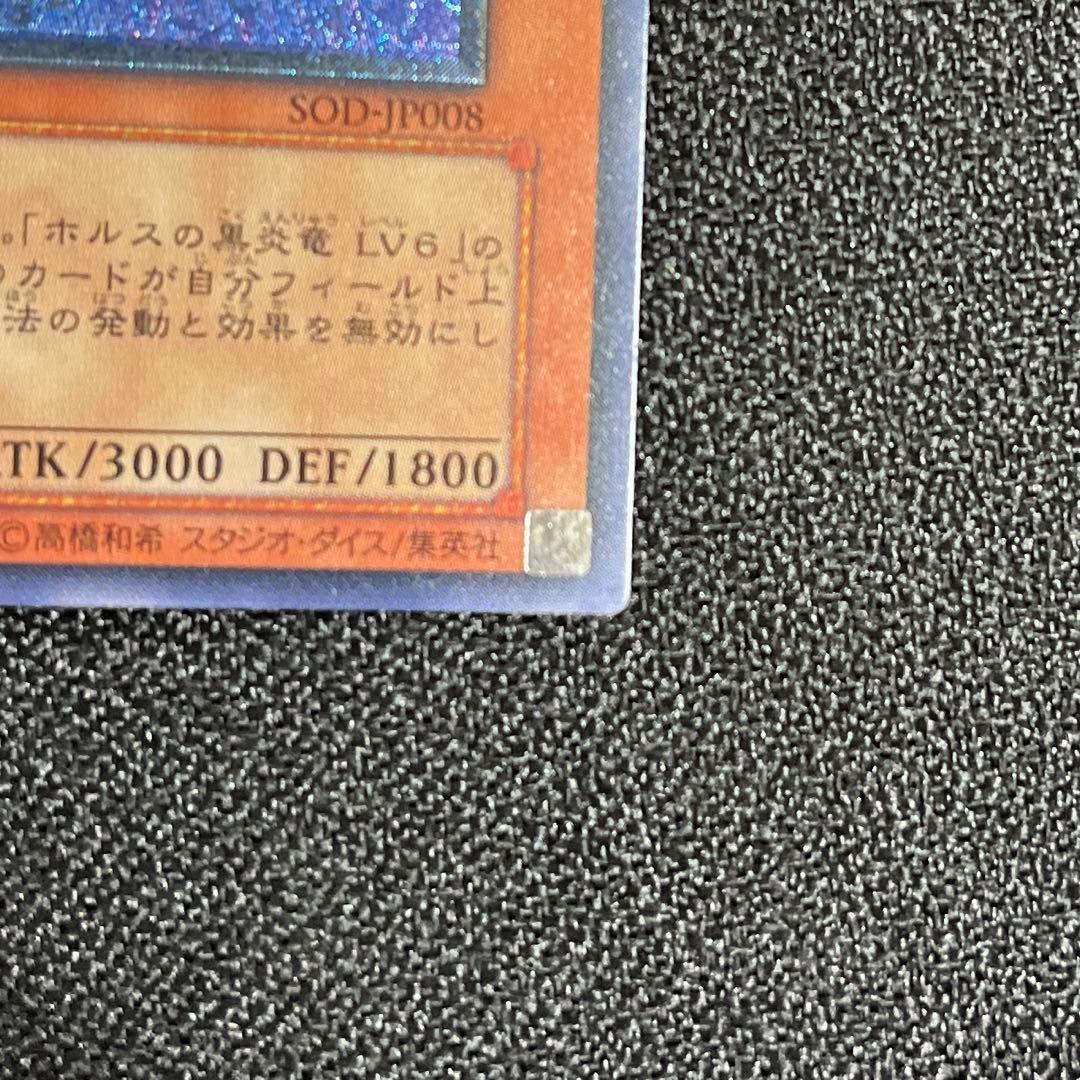 SOD-JP008
。「ホルスの黒炎竜 LV6」の
のカードが自分フィールド上
法の発動と効果を無効にし
ATK/3000 DEF/1800
©高橋和希 スタジオ・ダイス/集英社